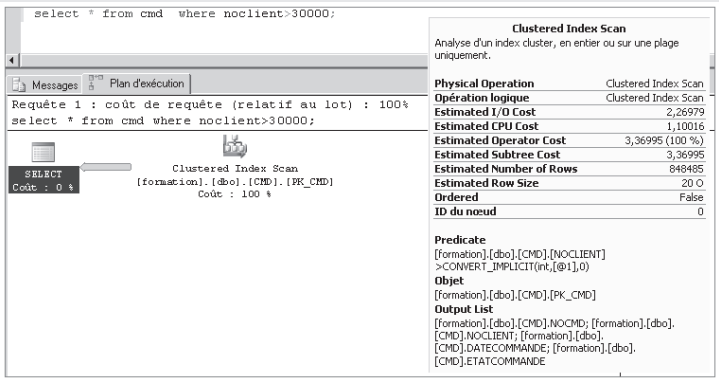 select * from cmd  where noclient>30000;
Messages
Plan d'exécution
Requête 1 : coût de requête (relatif au lot) : 100%
select * from cmd where noclient>30000;
SELECT
Coût : 0 %
Clustered Index Scan
[formation].[dbo].[CMD].[PK_CMD]
Coût : 100 %
Clustered Index Scan
Analyse d'un index cluster, en entier ou sur une plage
uniquement.
Physical Operation Clustered Index Scan
Opération logique Clustered Index Scan
Estimated I/O Cost 2,26979
Estimated CPU Cost 1,10016
Estimated Operator Cost 3,36995 (100 %)
Estimated Subtree Cost 3,36995
Estimated Number of Rows 848485
Estimated Row Size 20 O
Ordered False
ID du nœud 0
Predicate
[formation].[dbo].[CMD].[NOCLIENT]
>CONVERT_IMPLICIT(int,[@1],0)
Objet
[formation].[dbo].[CMD].[PK_CMD]
Output List
[formation].[dbo].[CMD].NOCMD; [formation].[dbo].
[CMD].NOCLIENT; [formation].[dbo].
[CMD].DATECOMMANDE; [formation].[dbo].
[CMD].ETATCOMMANDE